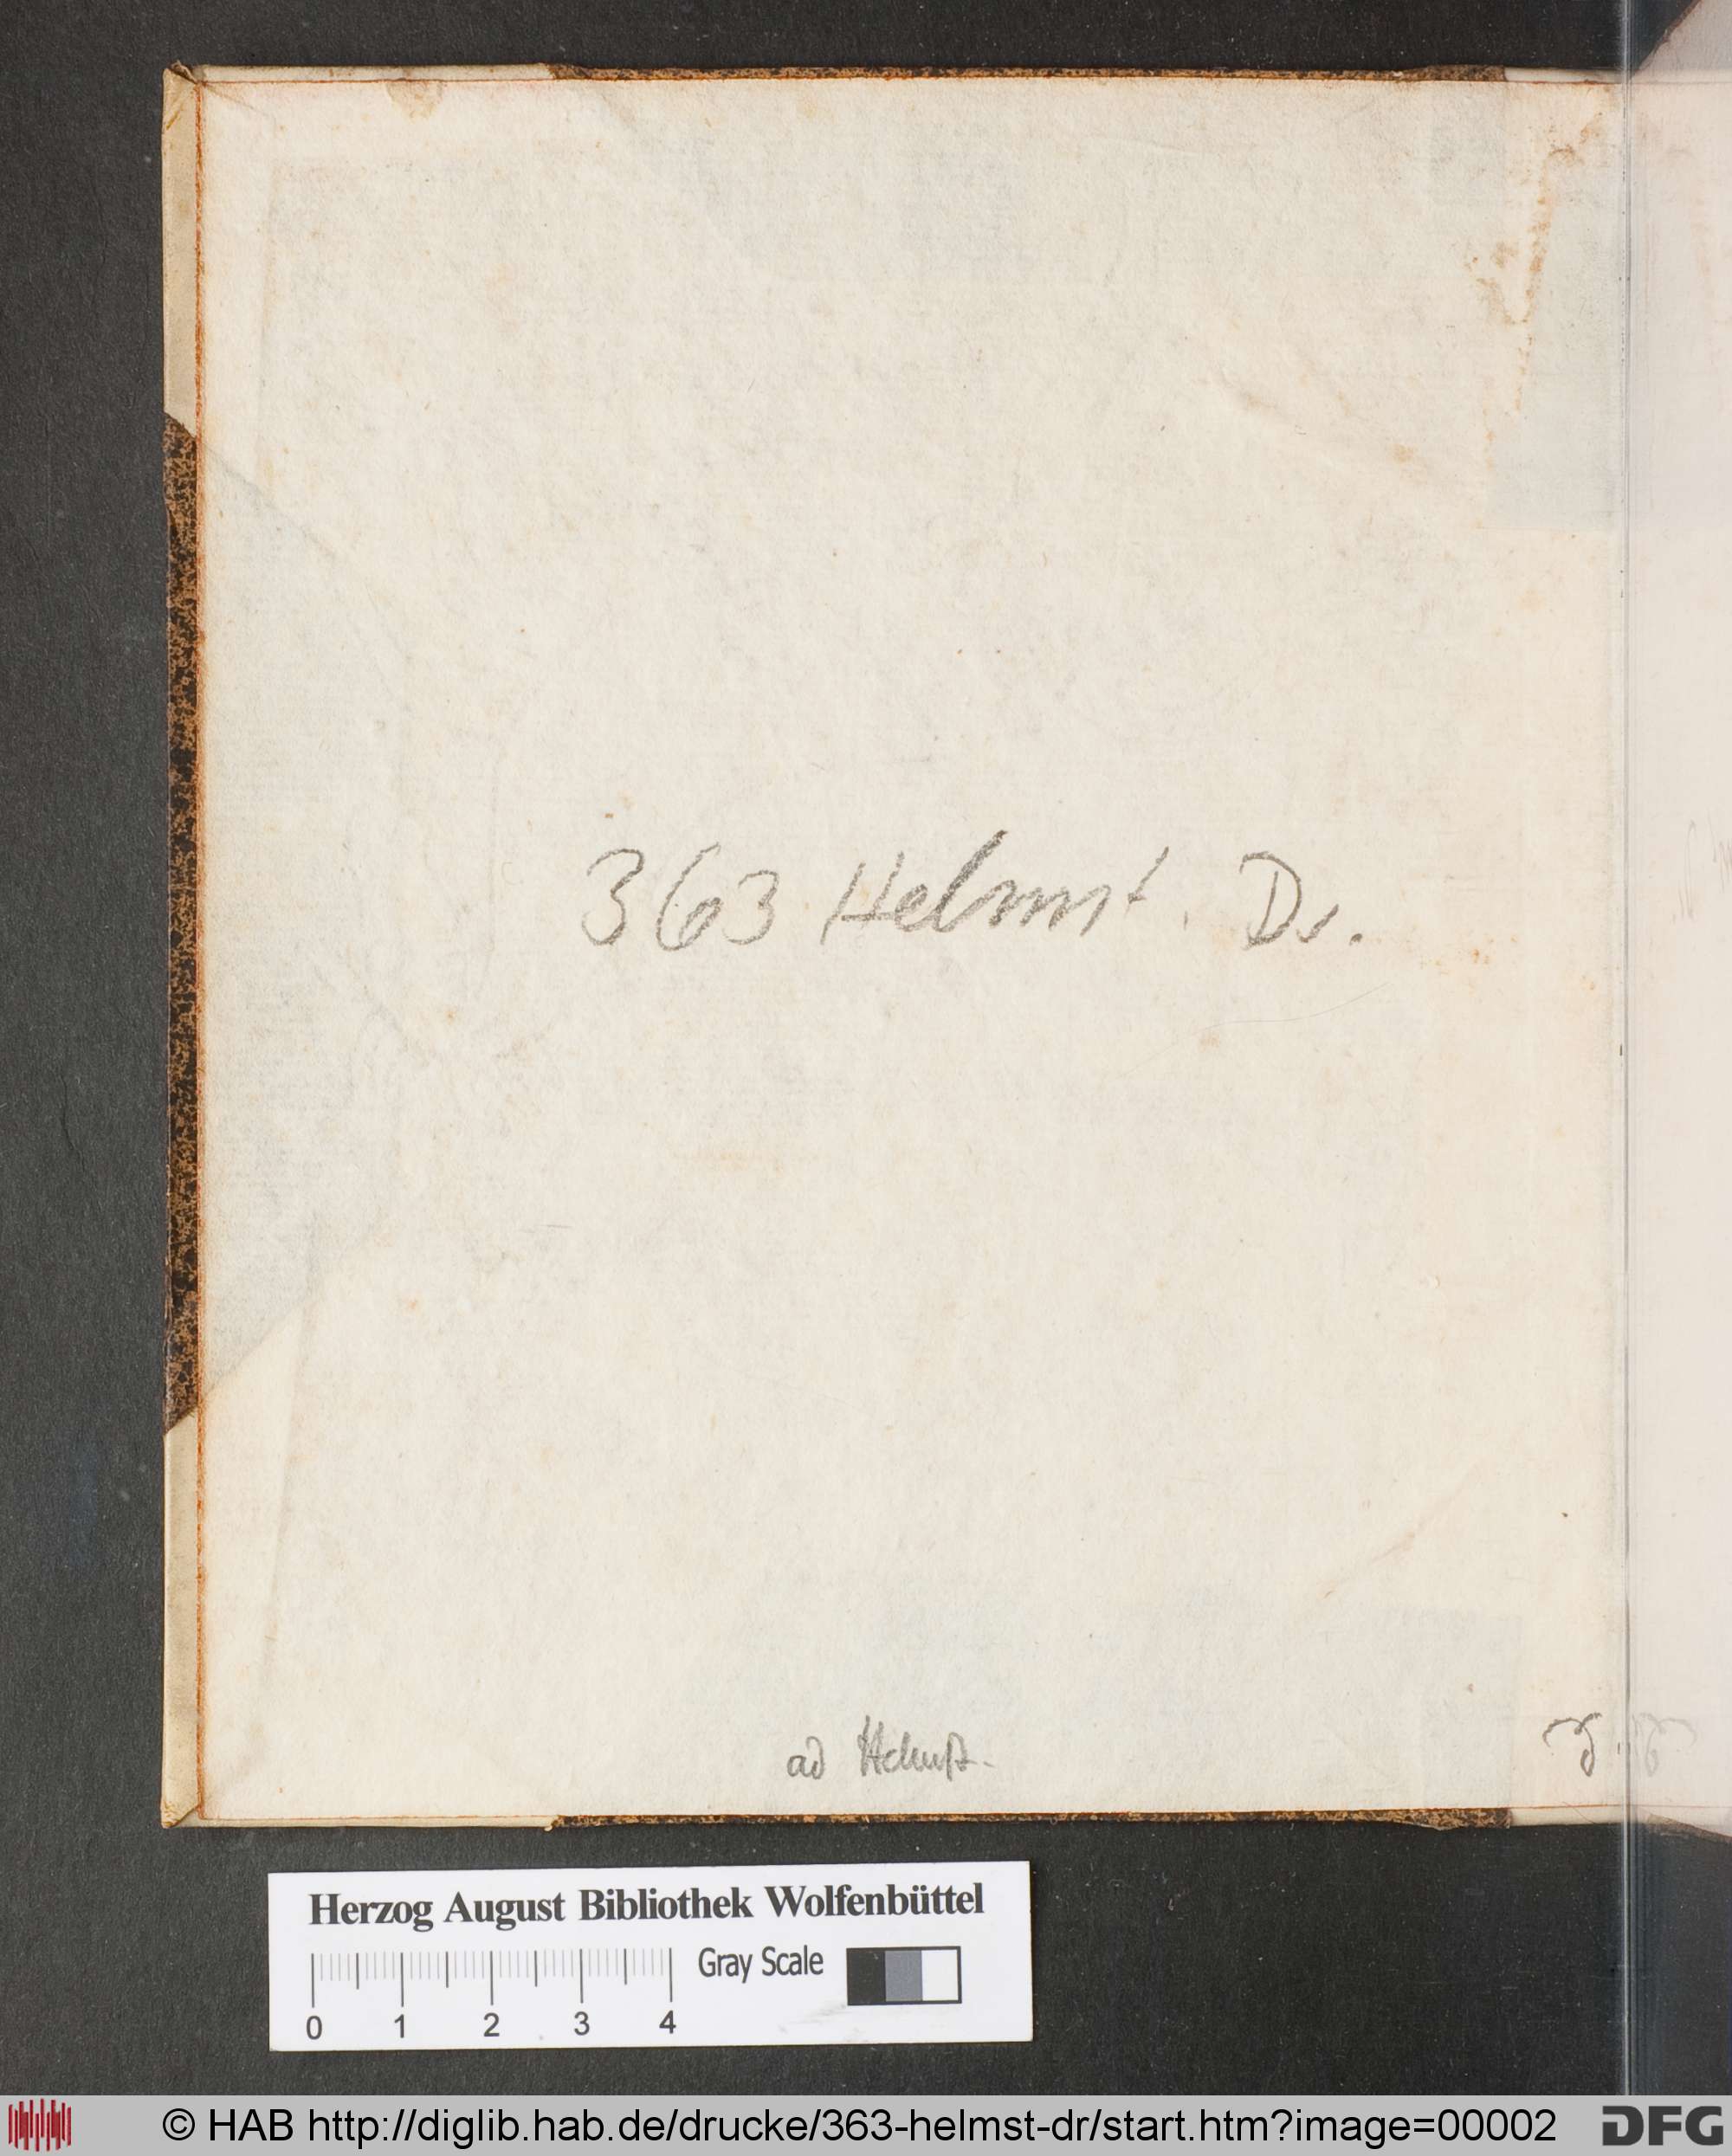 363 Helmst. Dr.
ad Helmst.
Herzog August Bibliothek Wolfenbüttel
Gray Scale
0 1 2 3 4
© HAB http://diglib.hab.de/drucke/363-helmst-dr/start.htm?image=00002
DFG